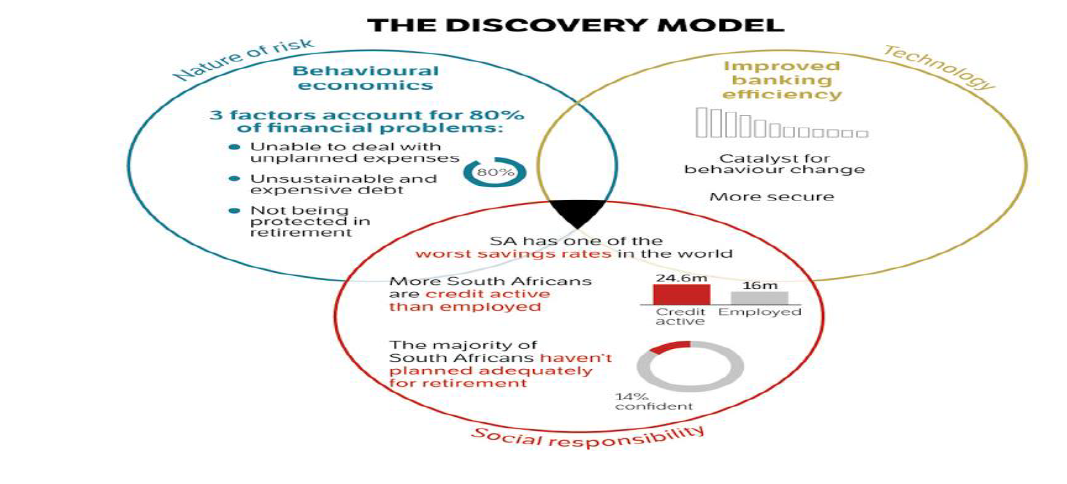 THE DISCOVERY MODEL
Nature of risk
Behavioural
economics
3 factors account for 80%
of financial problems:
Unable to deal with
unplanned expenses
Unsustainable and
expensive debt
Not being
protected in
retirement
80%
Technology
Improved
banking
efficiency
Catalyst for
behaviour change
More secure
SA has one of the
worst savings rates in the world
More South Africans
are credit active
than employed
24.6m
16m
Credit
active
Employed
The majority of
South Africans haven't
planned adequately
for retirement
14%
confident
Social responsibility